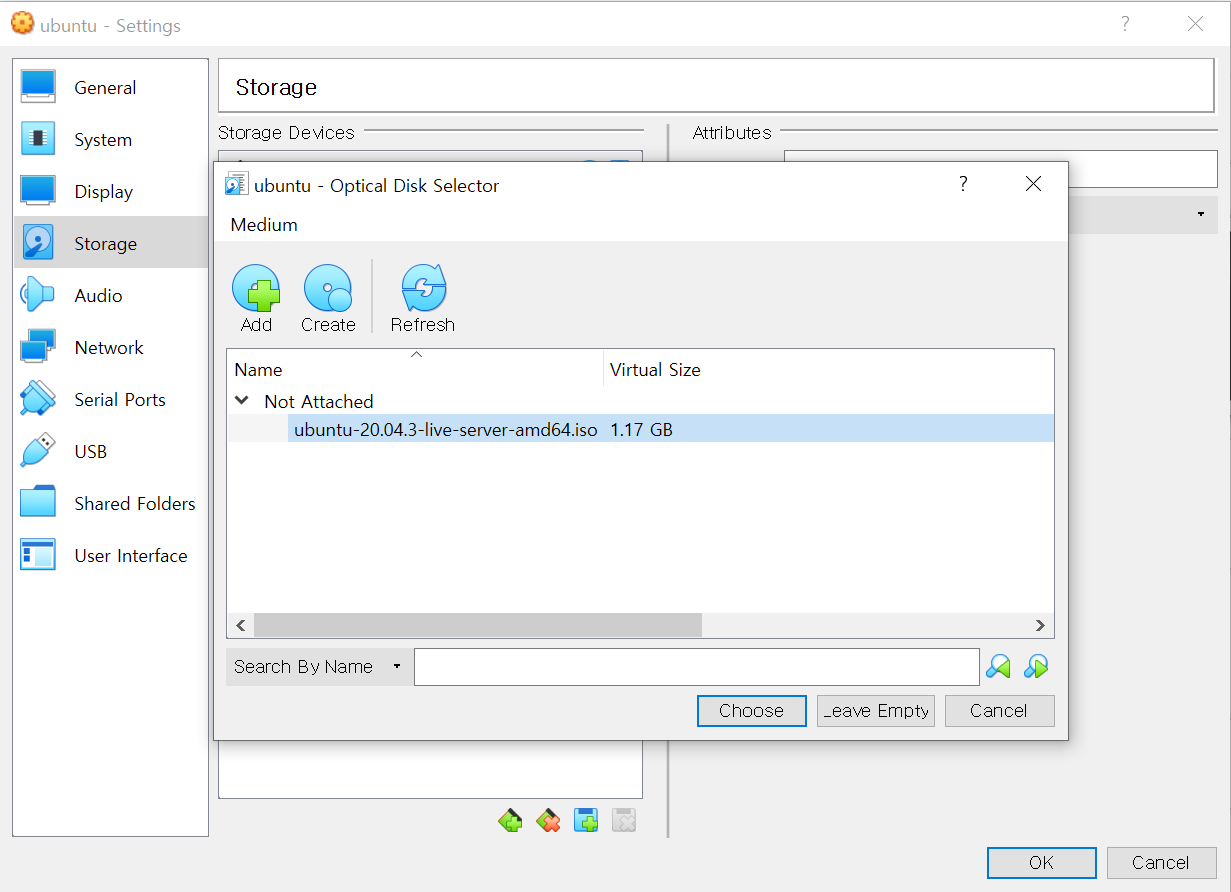 ubuntu - Settings
?
General
System
Display
Storage
Audio
Network
Serial Ports
USB
Shared Folders
User Interface
Storage
Storage Devices
Attributes
ubuntu - Optical Disk Selector
?
Medium
Add
Create
Refresh
Name
Virtual Size
Not Attached
ubuntu-20.04.3-live-server-amd64.iso 1.17 GB
Search By Name
Choose
Leave Empty
Cancel
OK
Cancel